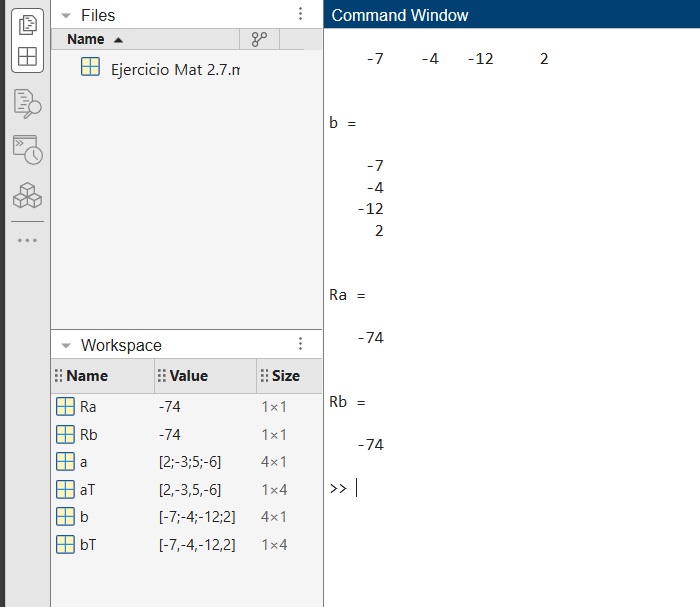 Files
Name
Ejercicio Mat 2.7.m
Workspace
Name Value Size
Ra -74 1×1
Rb -74 1×1
a [2;-3;5;-6] 4×1
aT [2,-3,5,-6] 1×4
b [-7;-4;-12;2] 4×1
bT [-7,-4,-12,2] 1×4
Command Window
-7 -4 -12 2
b =
-7
-4
-12
2
Ra =
-74
Rb =
-74
>>